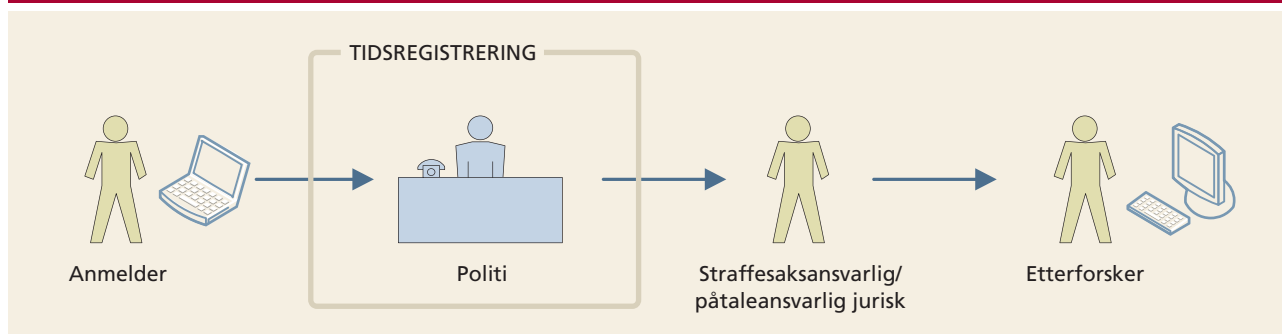 TIDSREGISTRERING
Anmelder
Politi
Straffesaksansvarlig/
påtaleansvarlig jurisk
Etterforsker